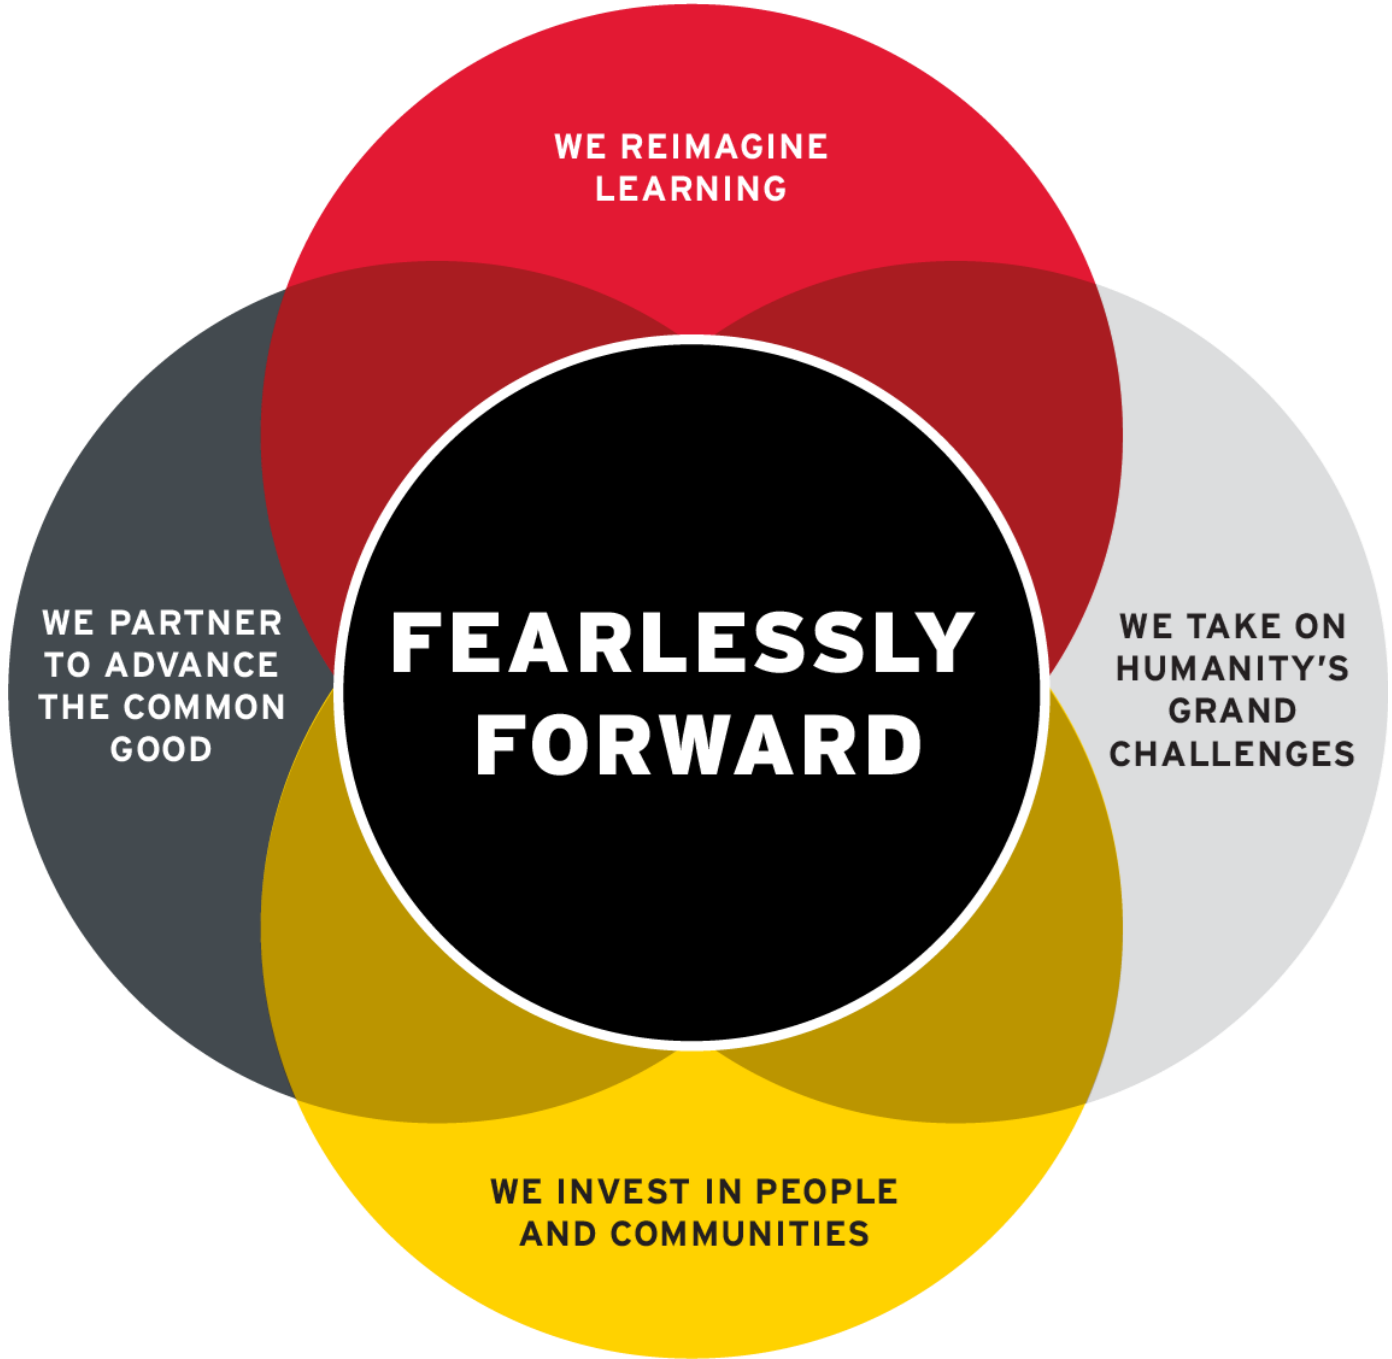 WE REIMAGINE
LEARNING
WE PARTNER
TO ADVANCE
THE COMMON
GOOD
FEARLESSLY
FORWARD
WE TAKE ON
HUMANITY'S
GRAND
CHALLENGES
WE INVEST IN PEOPLE
AND COMMUNITIES